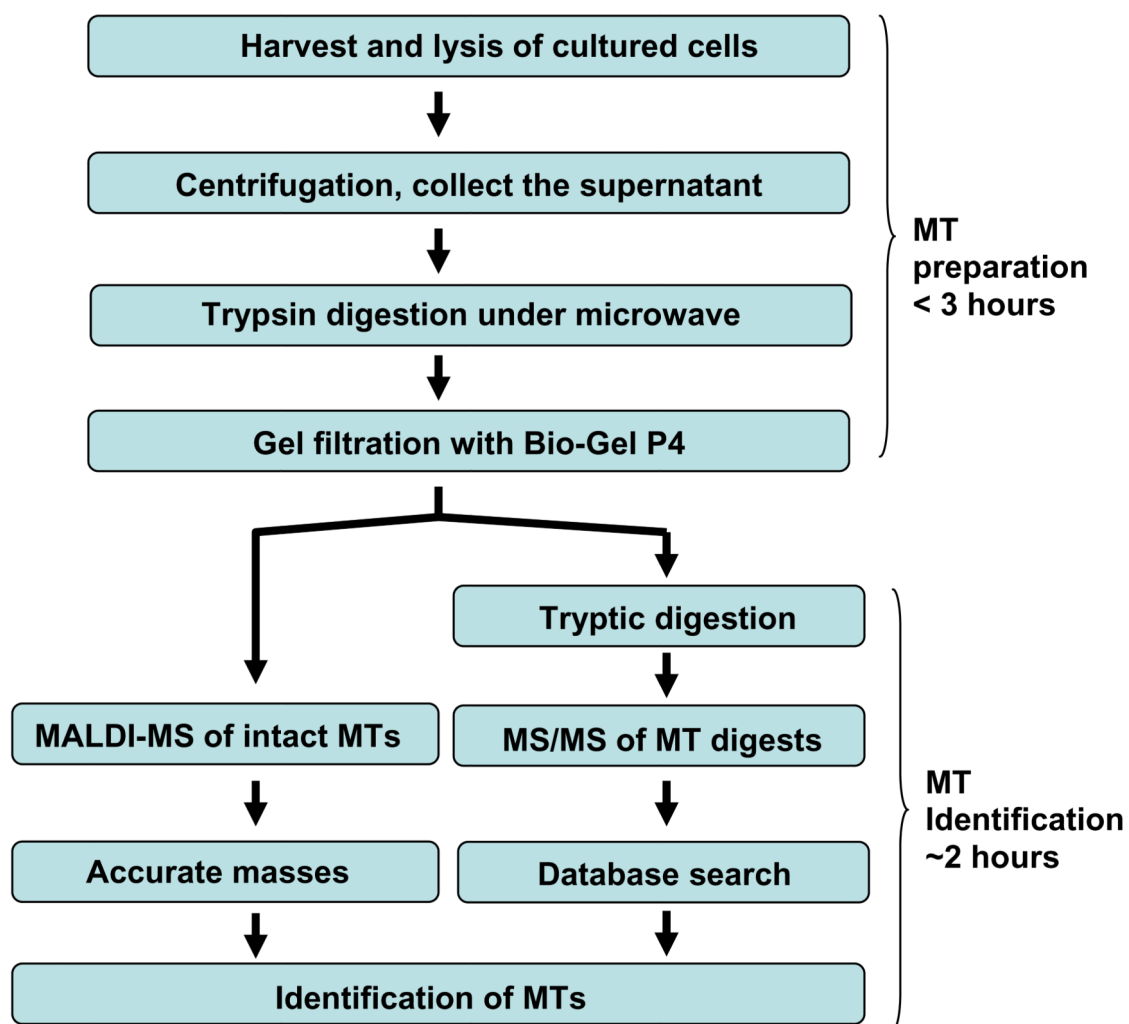 Harvest and lysis of cultured cells
Centrifugation, collect the supernatant
Trypsin digestion under microwave
Gel filtration with Bio-Gel P4
MT
preparation
< 3 hours
Tryptic digestion
MALDI-MS of intact MTs
MS/MS of MT digests
Accurate masses
Database search
Identification of MTs
MT
Identification
~2 hours